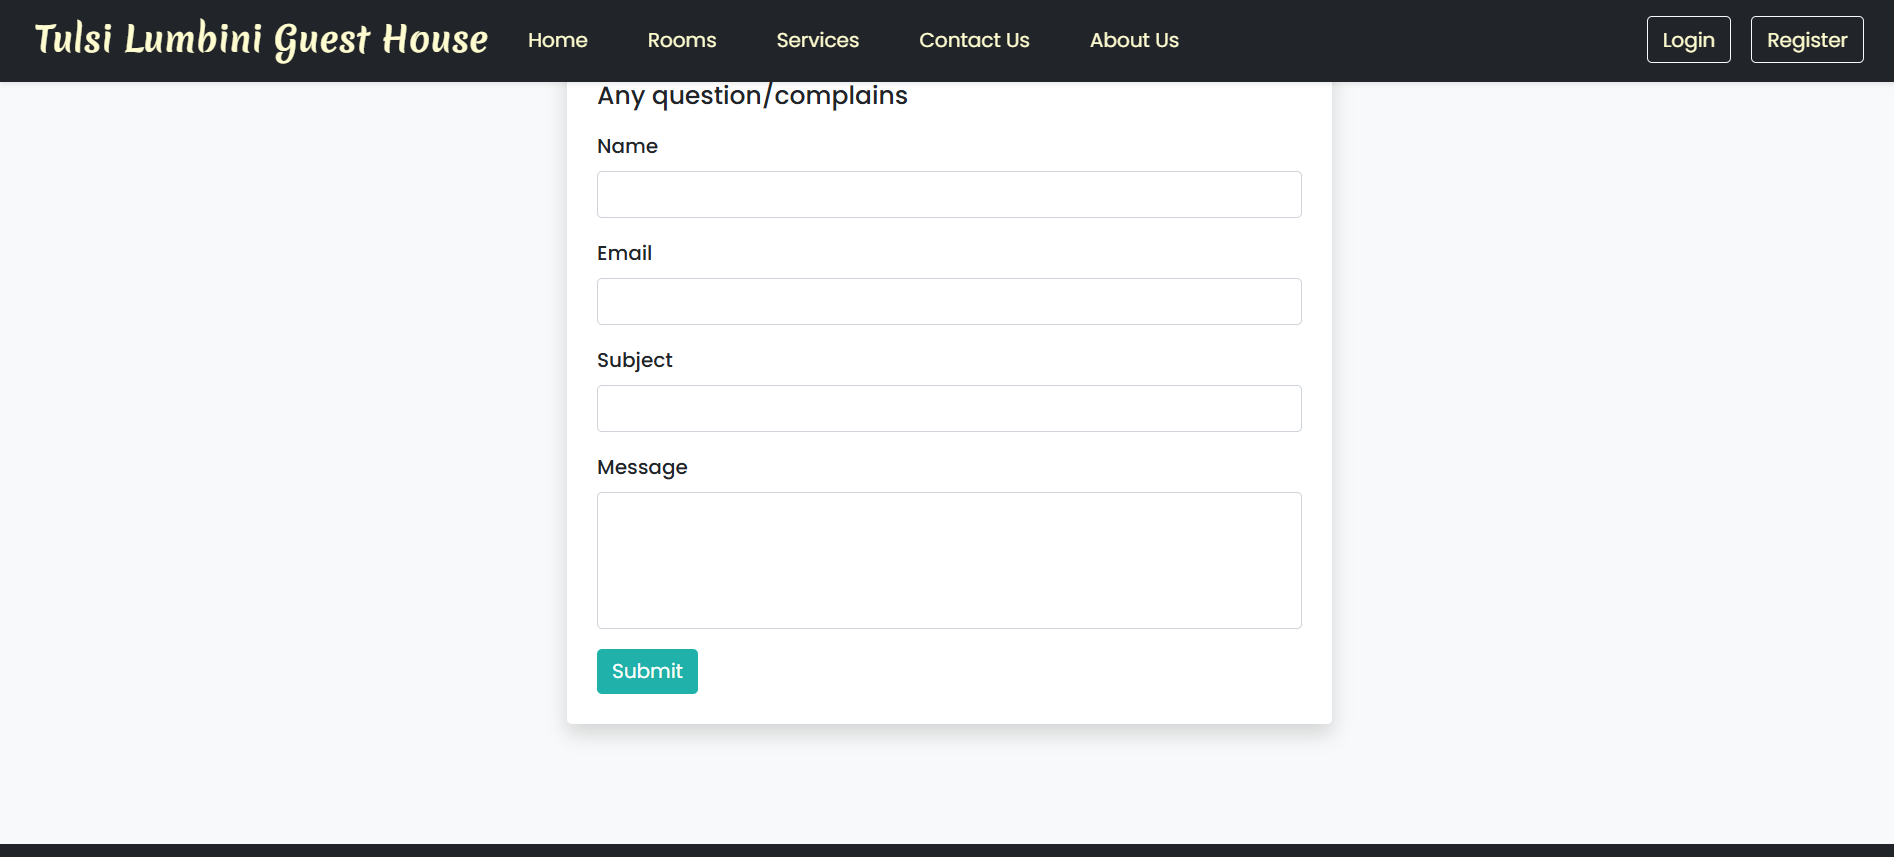 Tulsi Lumbini Guest House Home Rooms Services Contact Us About Us Login Register
Any question/complains
Name
Email
Subject
Message
Submit